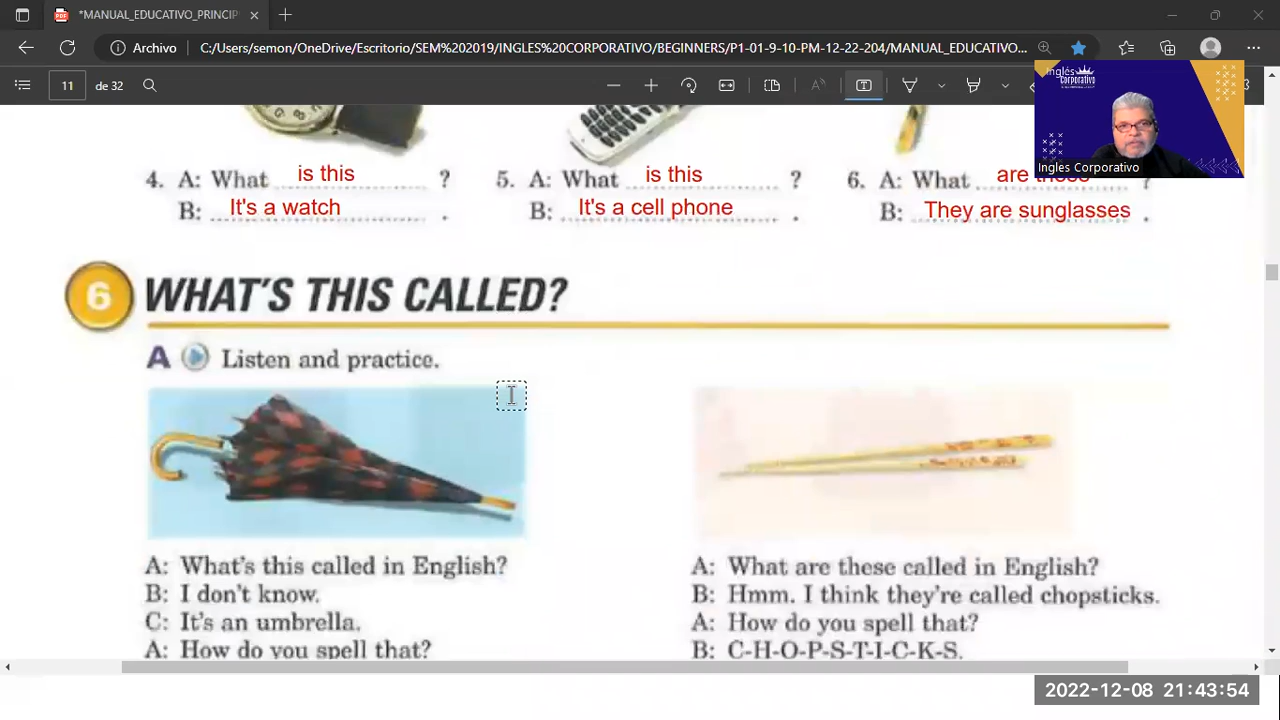 *MANUAL_EDUCATIVO_PRINCIP
Archivo C:/Users/semon/OneDrive/Escritorio/SEM%202019/INGLES%20CORPORATIVO/BEGINNERS/P1-01-9-10-PM-12-22-204/MANUAL_EDUCATIVO...
11 de 32
Inglés
Corporativo
Ingles Corporativo
4. A: What is this ?
B: It's a watch .
5. A: What is this ?
B: It's a cell phone .
6. A: What are these ?
B: They are sunglasses .
6 WHAT'S THIS CALLED?
A Listen and practice.
A: What's this called in English?
B: I don't know.
C: It's an umbrella.
A: How do you spell that?
A: What are these called in English?
B: Hmm. I think they're called chopsticks.
A: How do you spell that?
B: C-H-O-P-S-T-I-C-K-S.
2022-12-08 21:43:54